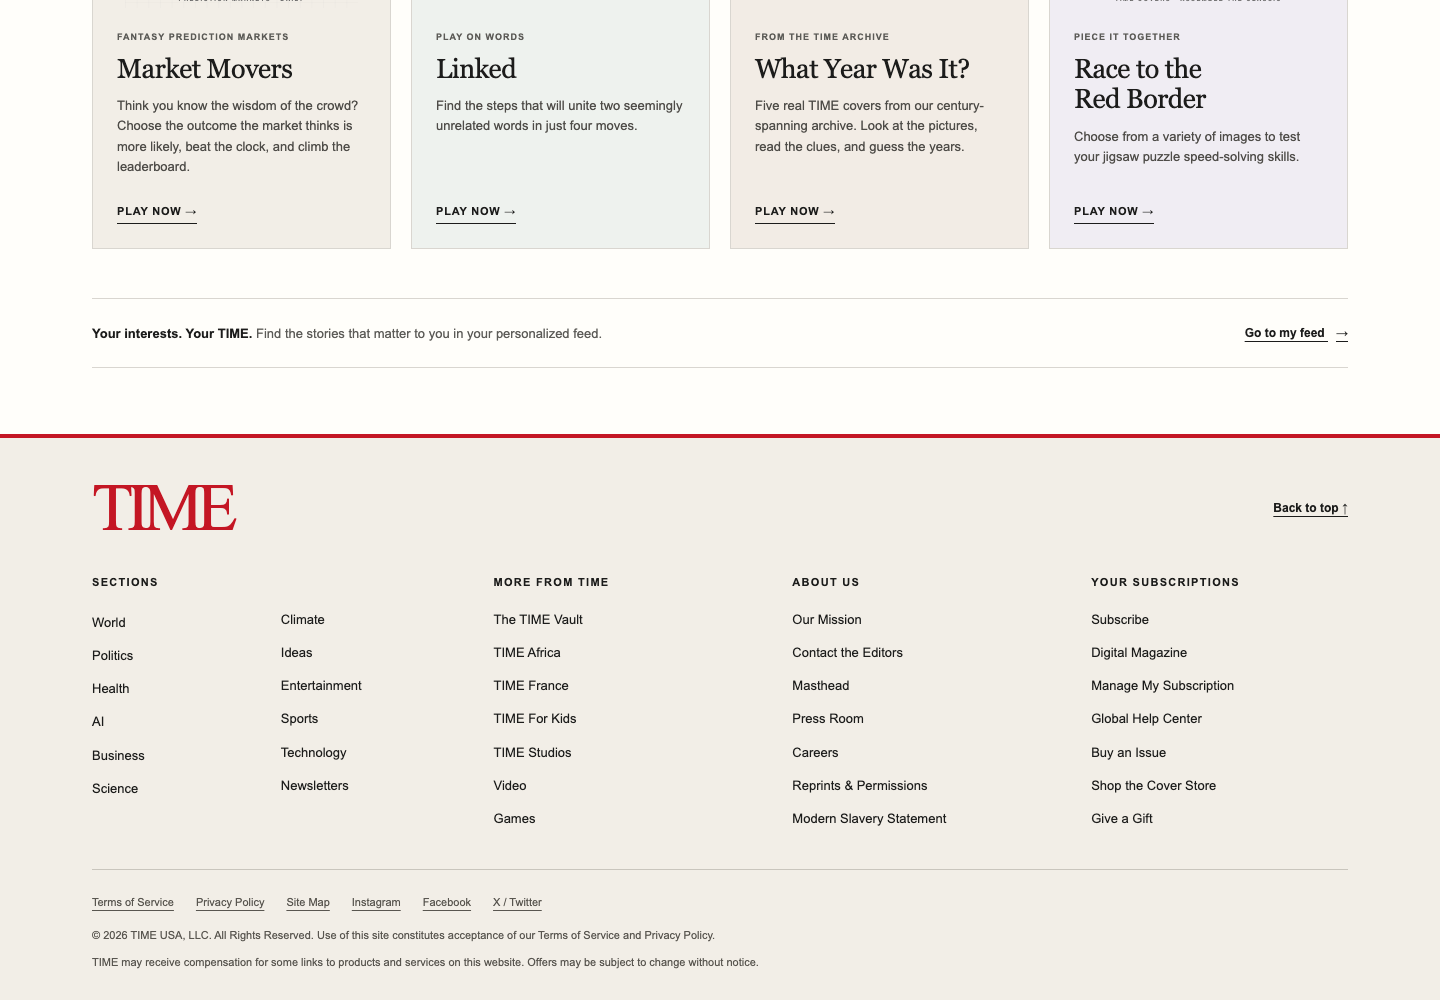 FANTASY PREDICTION MARKETS
Market Movers
Think you know the wisdom of the crowd?
Choose the outcome the market thinks is
more likely, beat the clock, and climb the
leaderboard.
PLAY NOW →
PLAY ON WORDS
Linked
Find the steps that will unite two seemingly
unrelated words in just four moves.
PLAY NOW →
FROM THE TIME ARCHIVE
What Year Was It?
Five real TIME covers from our century-
spanning archive. Look at the pictures,
read the clues, and guess the years.
PLAY NOW →
PIECE IT TOGETHER
Race to the
Red Border
Choose from a variety of images to test
your jigsaw puzzle speed-solving skills.
PLAY NOW →
Your interests. Your TIME. Find the stories that matter to you in your personalized feed.
Go to my feed →
TIME
Back to top ↑
SECTIONS
World
Politics
Health
AI
Business
Science
Climate
Ideas
Entertainment
Sports
Technology
Newsletters
MORE FROM TIME
The TIME Vault
TIME Africa
TIME France
TIME For Kids
TIME Studios
Video
Games
ABOUT US
Our Mission
Contact the Editors
Masthead
Press Room
Careers
Reprints & Permissions
Modern Slavery Statement
YOUR SUBSCRIPTIONS
Subscribe
Digital Magazine
Manage My Subscription
Global Help Center
Buy an Issue
Shop the Cover Store
Give a Gift
Terms of Service Privacy Policy Site Map Instagram Facebook X / Twitter
© 2026 TIME USA, LLC. All Rights Reserved. Use of this site constitutes acceptance of our Terms of Service and Privacy Policy.
TIME may receive compensation for some links to products and services on this website. Offers may be subject to change without notice.